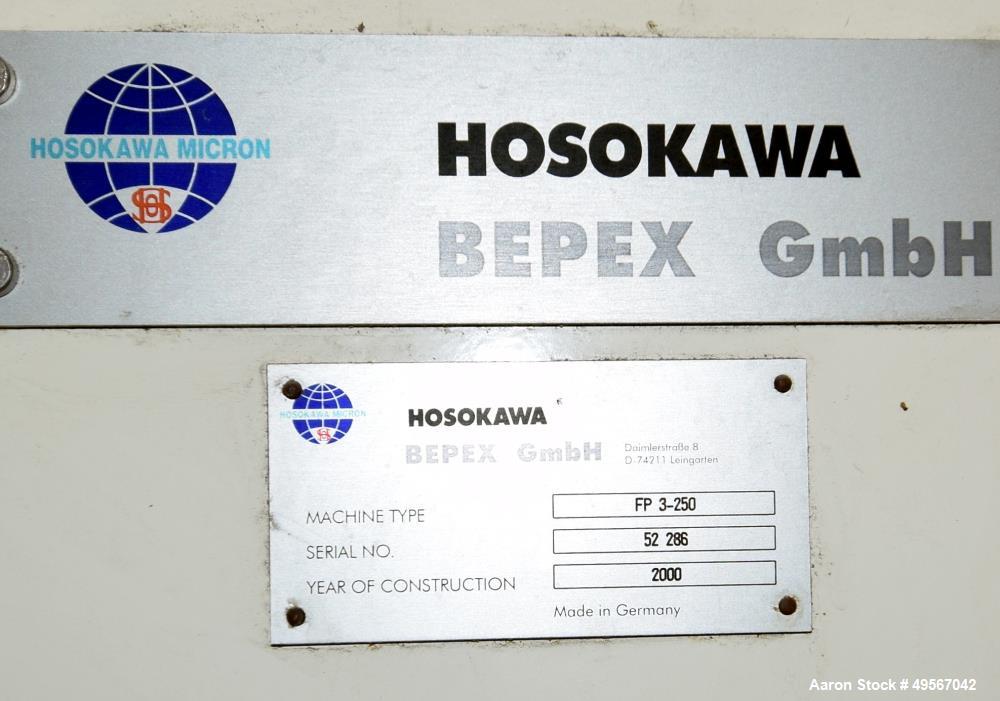 HOSOKAWA MICRON
HOSOKAWA
BEPEX GmbH
HOSOKAWA MICRON
HOSOKAWA
BEPEX GmbH
Daimlerstraße 8
D-74211 Leingarten
MACHINE TYPE FP 3-250
SERIAL NO. 52 286
YEAR OF CONSTRUCTION 2000
Made in Germany
Aaron Stock # 49567042